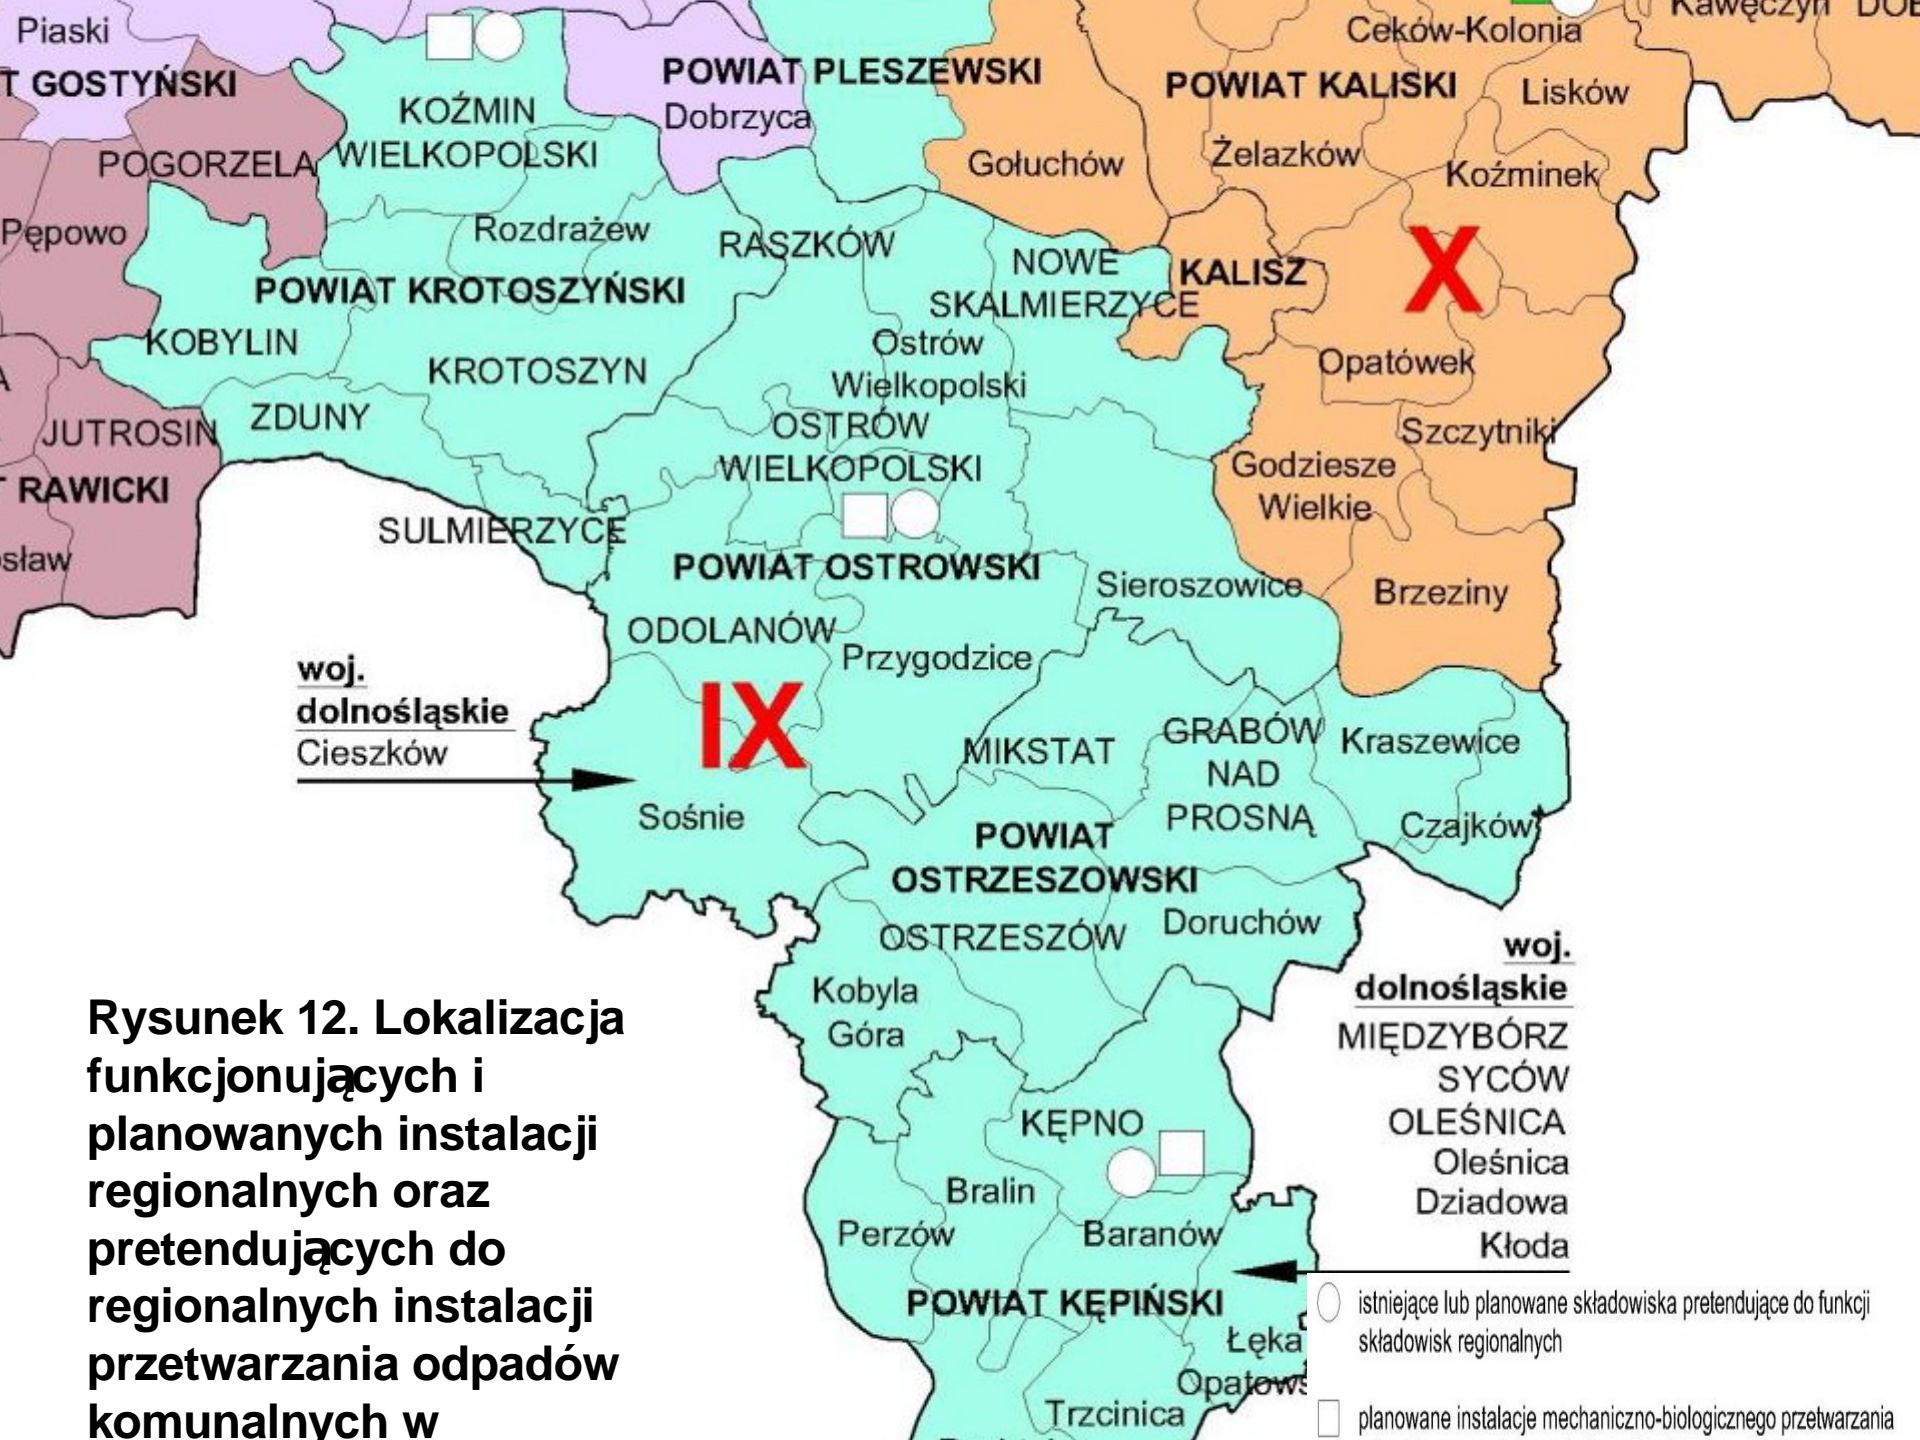 Piaski
T GOSTYŃSKI
POGORZELA
Pępowo
KOŹMIN
WIELKOPOLSKI
POWIAT PLESZEWSKI
Dobrzyca
Ceków-Kolonia
POWIAT KALISKI
Lisków
Kawęczyn
Gołuchów
Żelazków
Koźminek
Rozdrażew
RASZKÓW
NOWE
SKALMIERZYCE
KALISZ
X
POWIAT KROTOSZYŃSKI
KOBYLIN
KROTOSZYN
Ostrów
Wielkopolski
Opatówek
ZDUNY
JUTROSIN
OSTRÓW
WIELKOPOLSKI
Szczytniki
Godziesze
Wielkie
T RAWICKI
SULMIERZYCE
osław
POWIAT OSTROWSKI
Sieroszowice
Brzeziny
ODOLANÓW
Przygodzice
woj.
dolnośląskie
Cieszków
IX
MIKSTAT
GRABÓW
NAD
PROSNĄ
Kraszewice
Czajków
Sośnie
POWIAT
OSTRZESZOWSKI
OSTRZESZÓW
Doruchów
woj.
dolnośląskie
MIĘDZYBÓRZ
SYCÓW
OLEŚNICA
Oleśnica
Dziadowa
Kłoda
Kobyla
Góra
KĘPNO
Bralin
Perzów
Baranów
POWIAT KĘPIŃSKI
Łęka
Opatows
Trzcinica
Rysunek 12. Lokalizacja
funkcjonujących i
planowanych instalacji
regionalnych oraz
pretendujących do
regionalnych instalacji
przetwarzania odpadów
komunalnych w
istniejące lub planowane składowiska pretendujące do funkcji
składowisk regionalnych
planowane instalacje mechaniczno-biologicznego przetwarzania